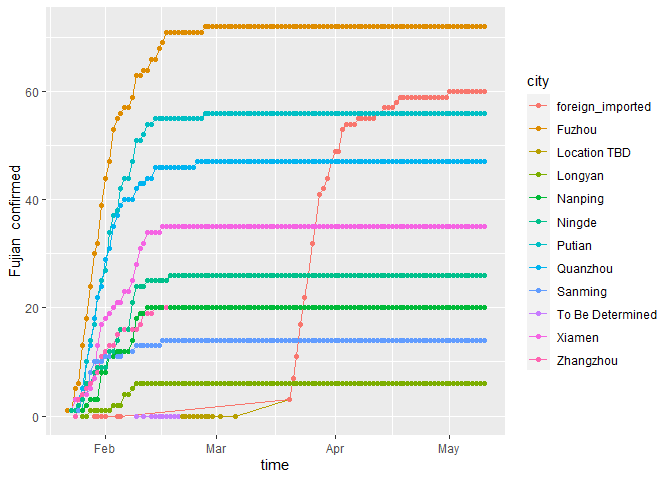 Fujian confirmed
60
40
20
0
Feb
Mar
Apr
May
time
city
foreign_imported
Fuzhou
Location TBD
Longyan
Nanping
Ningde
Putian
Quanzhou
Sanming
To Be Determined
Xiamen
Zhangzhou